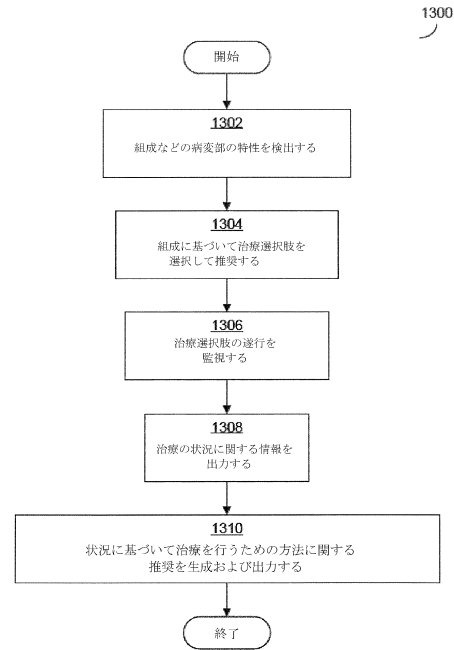 1300
開始
1302
組成などの病変部の特性を検出する
1304
組成に基づいて治療選択肢を
選択して推奨する
1306
治療選択肢の遂行を
監視する
1308
治療の状況に関する情報を
出力する
1310
状況に基づいて治療を行うための方法に関する
推奨を生成および出力する
終了